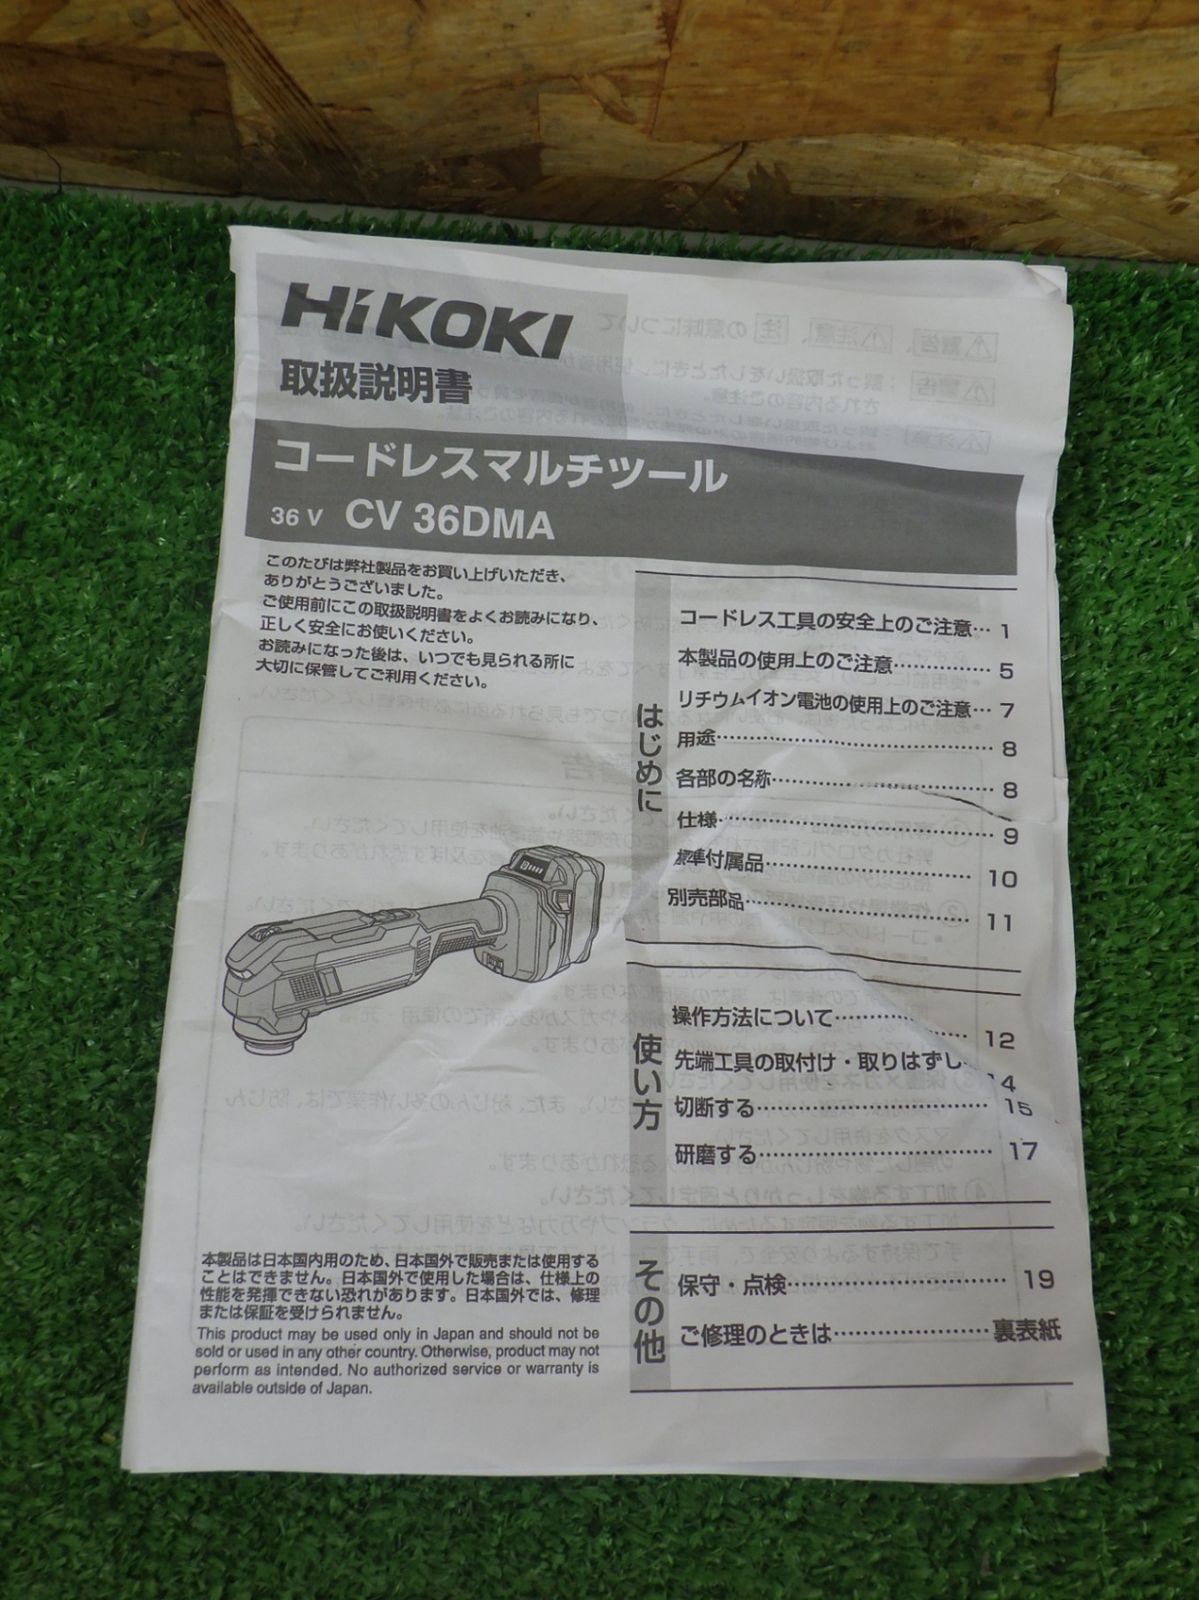 HiKOKI
取扱説明書
コードレスマルチツール
36 V CV 36DMA
このたびは弊社製品をお買い上げいただき、
ありがとうございました。
ご使用前にこの取扱説明書をよくお読みになり、
正しく安全にお使いください。
お読みになった後は、いつでも見られる所に
大切に保管してご利用ください。
はじめに
コードレス工具の安全上のご注意… 1
本製品の使用上のご注意………… 5
リチウムイオン電池の使用上のご注意… 7
用途………………………… 8
各部の名称…………………… 8
仕様………………………… 9
標準付属品…………………… 10
別売部品……………………… 11
使い方
操作方法について…………… 12
先端工具の取付け・取りはずし… 14
切断する……………………… 15
研磨する……………………… 17
その他
保守・点検…………………… 19
ご修理のときは……………… 裏表紙
本製品は日本国内用のため、日本国外で販売または使用する
ことはできません。日本国外で使用した場合は、仕様上の
性能を発揮できない恐れがあります。日本国外では、修理
または保証を受けられません。
This product may be used only in Japan and should not be
sold or used in any other country. Otherwise, product may not
perform as intended. No authorized service or warranty is
available outside of Japan.